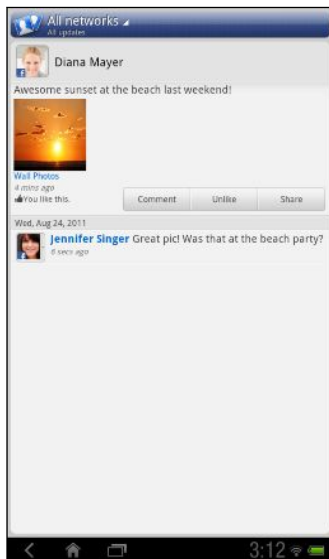 All networks
All updates
Diana Mayer
Awesome sunset at the beach last weekend!
Wall Photos
4 mins ago
You like this.
Comment Unlike Share
Wed, Aug 24, 2011
Jennifer Singer Great pic! Was that at the beach party?
6 secs ago
3:12